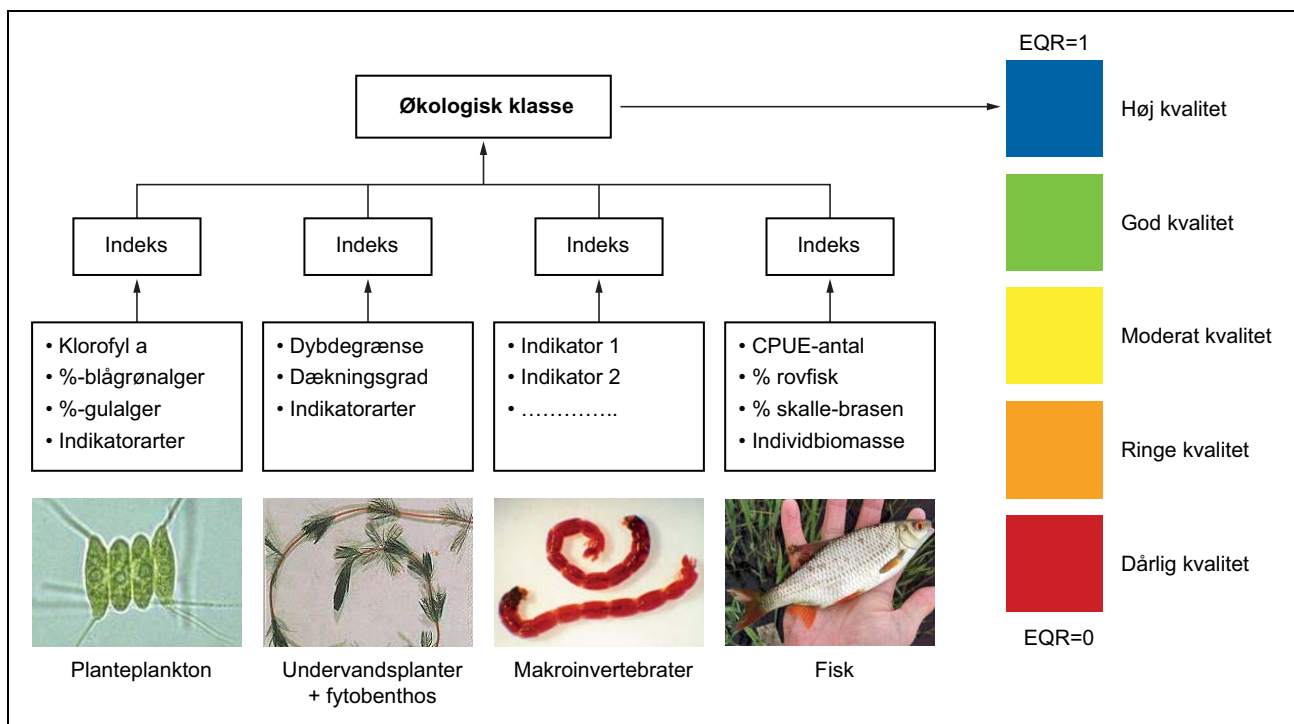 EQR=1
Økologisk klasse
Høj kvalitet
God kvalitet
Moderat kvalitet
Ringe kvalitet
Dårlig kvalitet
EQR=0
Indeks
Indeks
Indeks
Indeks
• Klorofyl a
• %-blågrønalger
• %-gulalger
• Indikatorarter
• Dybdegrænse
• Dækningsgrad
• Indikatorarter
• Indikator 1
• Indikator 2
• …………..
• CPUE-antal
• % rovfisk
• % skalle-brasen
• Individbiomasse
Planteplankton
Undervandsplanter
+ fytobenthos
Makroinvertebrater
Fisk